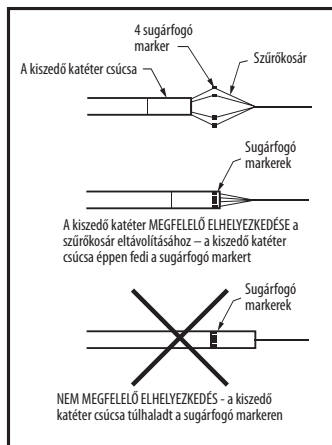 4 sugárfogó
marker
Szűrőkosár
A kiszedő katéter csúcsa
Sugárfogó
markerek
A kiszedő katéter MEGFELELŐ ELHELYEZKEDÉSE a
szűrőkosár eltávolításához – a kiszedő katéter
csúcsa éppen fedi a sugárfogó markert
Sugárfogó
markerek
NEM MEGFELELŐ ELHELYEZKEDÉS - a kiszedő
katéter csúcsa túlhaladt a sugárfogó markeren